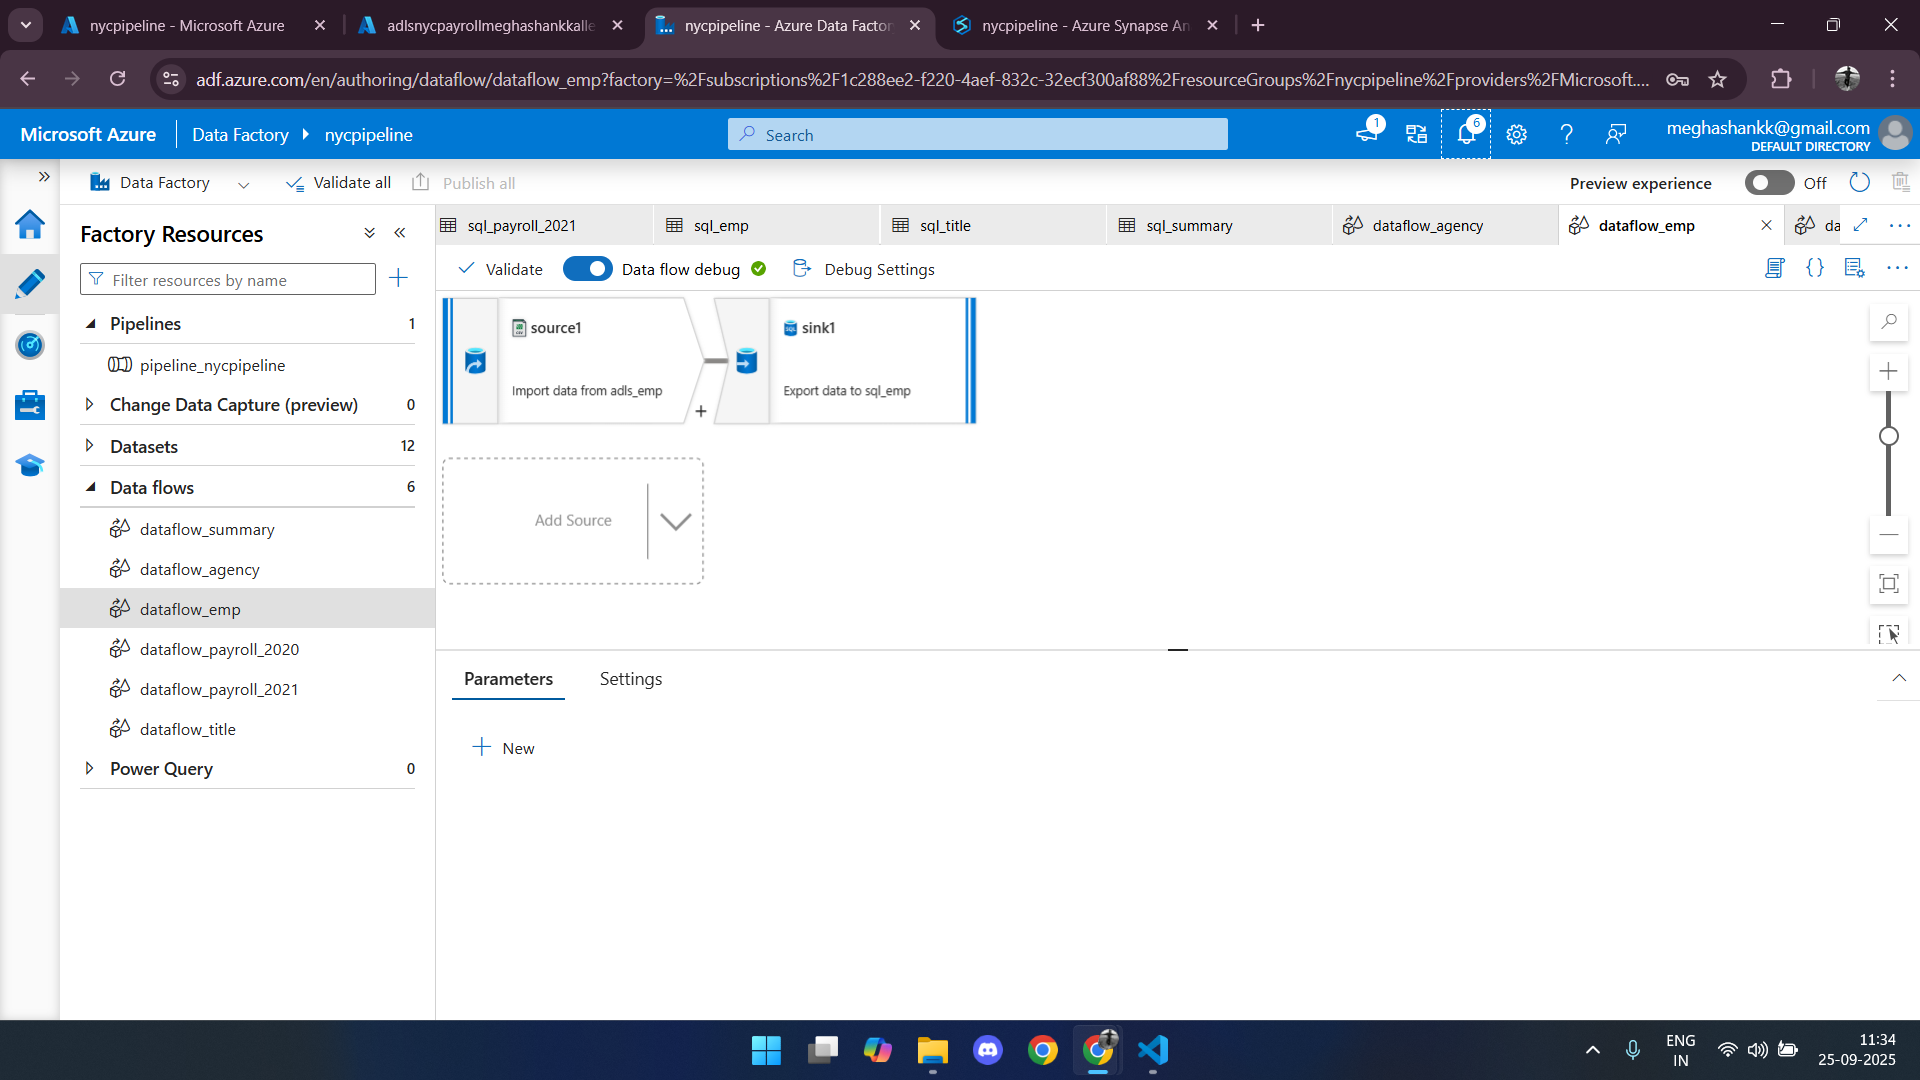 nycpipeline - Microsoft Azure
adlsnycpayrollmeghashankkalle
nycpipeline - Azure Data Factor
nycpipeline - Azure Synapse An
adf.azure.com/en/authoring/dataflow/dataflow_emp?factory=%2Fsubscriptions%2F1c288ee2-f220-4aef-832c-32ecf300af88%2FresourceGroups%2Fnycpipeline%2Fproviders%2FMicrosoft....
Microsoft Azure
Data Factory
nycpipeline
Search
1
6
meghashankk@gmail.com
DEFAULT DIRECTORY
Data Factory
Validate all
Publish all
Preview experience
Off
Factory Resources
Filter resources by name
Pipelines 1
pipeline_nycpipeline
Change Data Capture (preview) 0
Datasets 12
Data flows 6
dataflow_summary
dataflow_agency
dataflow_emp
dataflow_payroll_2020
dataflow_payroll_2021
dataflow_title
Power Query 0
sql_payroll_2021
sql_emp
sql_title
sql_summary
dataflow_agency
dataflow_emp
da
Validate
Data flow debug
Debug Settings
source1
Import data from adls_emp
sink1
SQL
Export data to sql_emp
Add Source
Parameters
Settings
New
ENG
IN
11:34
25-09-2025